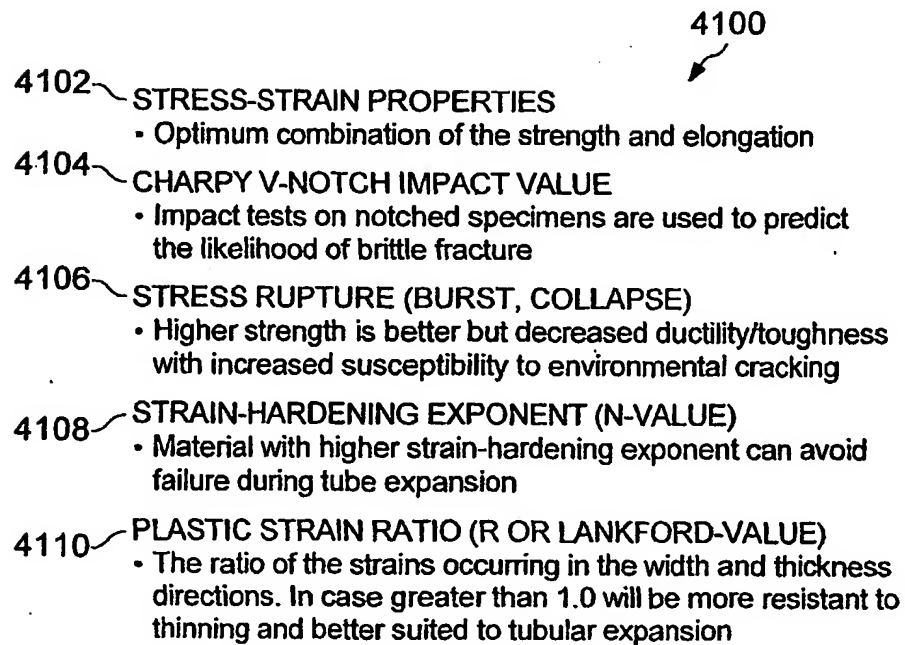 4100
4102 STRESS-STRAIN PROPERTIES
• Optimum combination of the strength and elongation
4104 CHARPY V-NOTCH IMPACT VALUE
• Impact tests on notched specimens are used to predict
the likelihood of brittle fracture
4106 STRESS RUPTURE (BURST, COLLAPSE)
• Higher strength is better but decreased ductility/toughness
with increased susceptibility to environmental cracking
4108 STRAIN-HARDENING EXPONENT (N-VALUE)
• Material with higher strain-hardening exponent can avoid
failure during tube expansion
4110 PLASTIC STRAIN RATIO (R OR LANKFORD-VALUE)
• The ratio of the strains occurring in the width and thickness
directions. In case greater than 1.0 will be more resistant to
thinning and better suited to tubular expansion